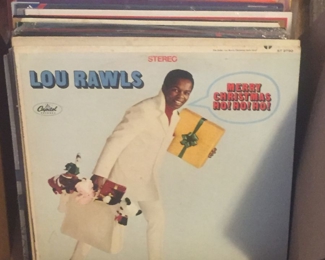 STEREO
LOU RAWLS
MERRY
CHRISTMAS
HO! HO! HO!
Capitol